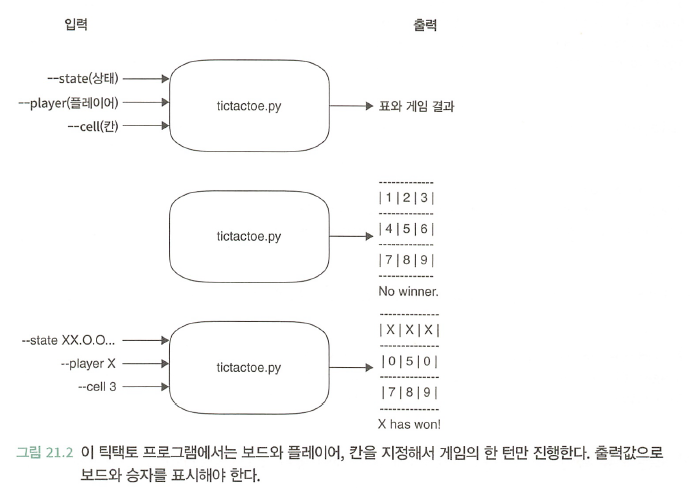 입력
출력
--state(상태)
--player(플레이어)
--cell(칸)
tictactoe.py
표와 게임 결과
tictactoe.py
-------------
| 1 | 2 | 3 |
-------------
| 4 | 5 | 6 |
-------------
| 7 | 8 | 9 |
-------------
No winner.
--state XX.O.O...
--player X
--cell 3
tictactoe.py
-------------
| X | X | X |
-------------
| 0 | 5 | 0 |
-------------
| 7 | 8 | 9 |
-------------
X has won!
그림 21.2 이 틱택토 프로그램에서는 보드와 플레이어, 칸을 지정해서 게임의 한 턴만 진행한다. 출력값으로
보드와 승자를 표시해야 한다.